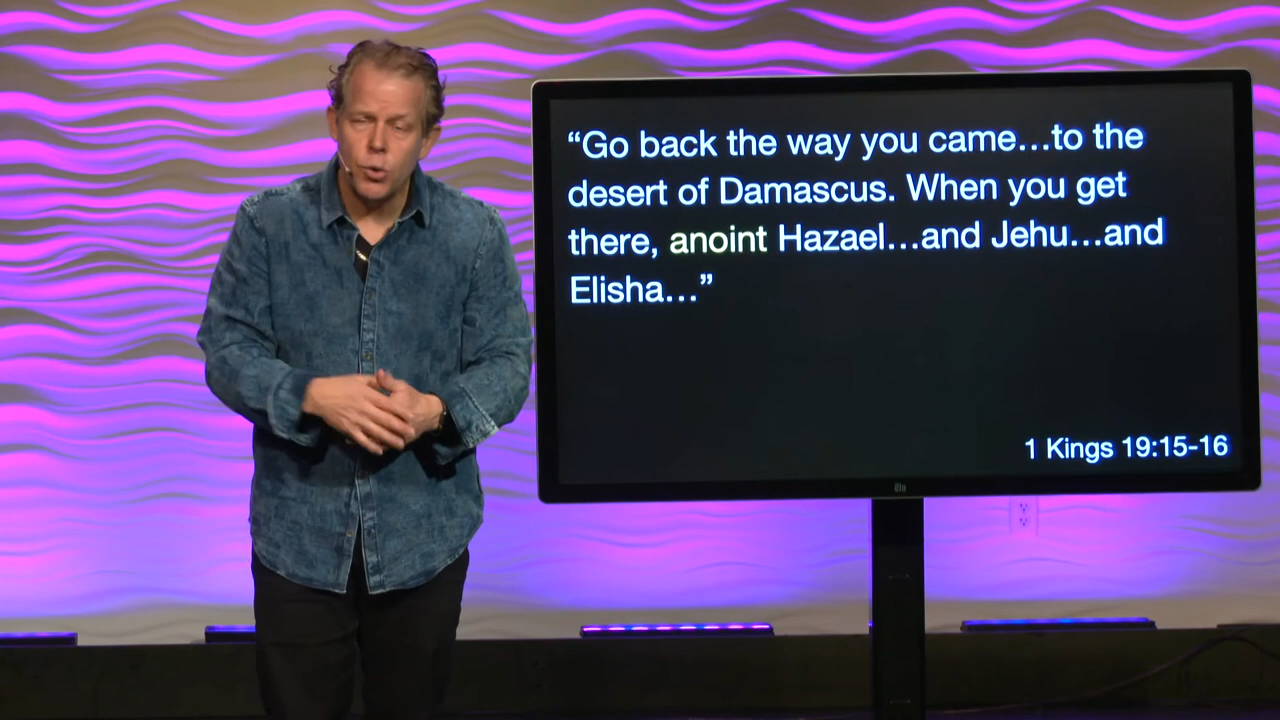 “Go back the way you came…to the
desert of Damascus. When you get
there, anoint Hazael…and Jehu…and
Elisha…”
1 Kings 19:15-16
elo